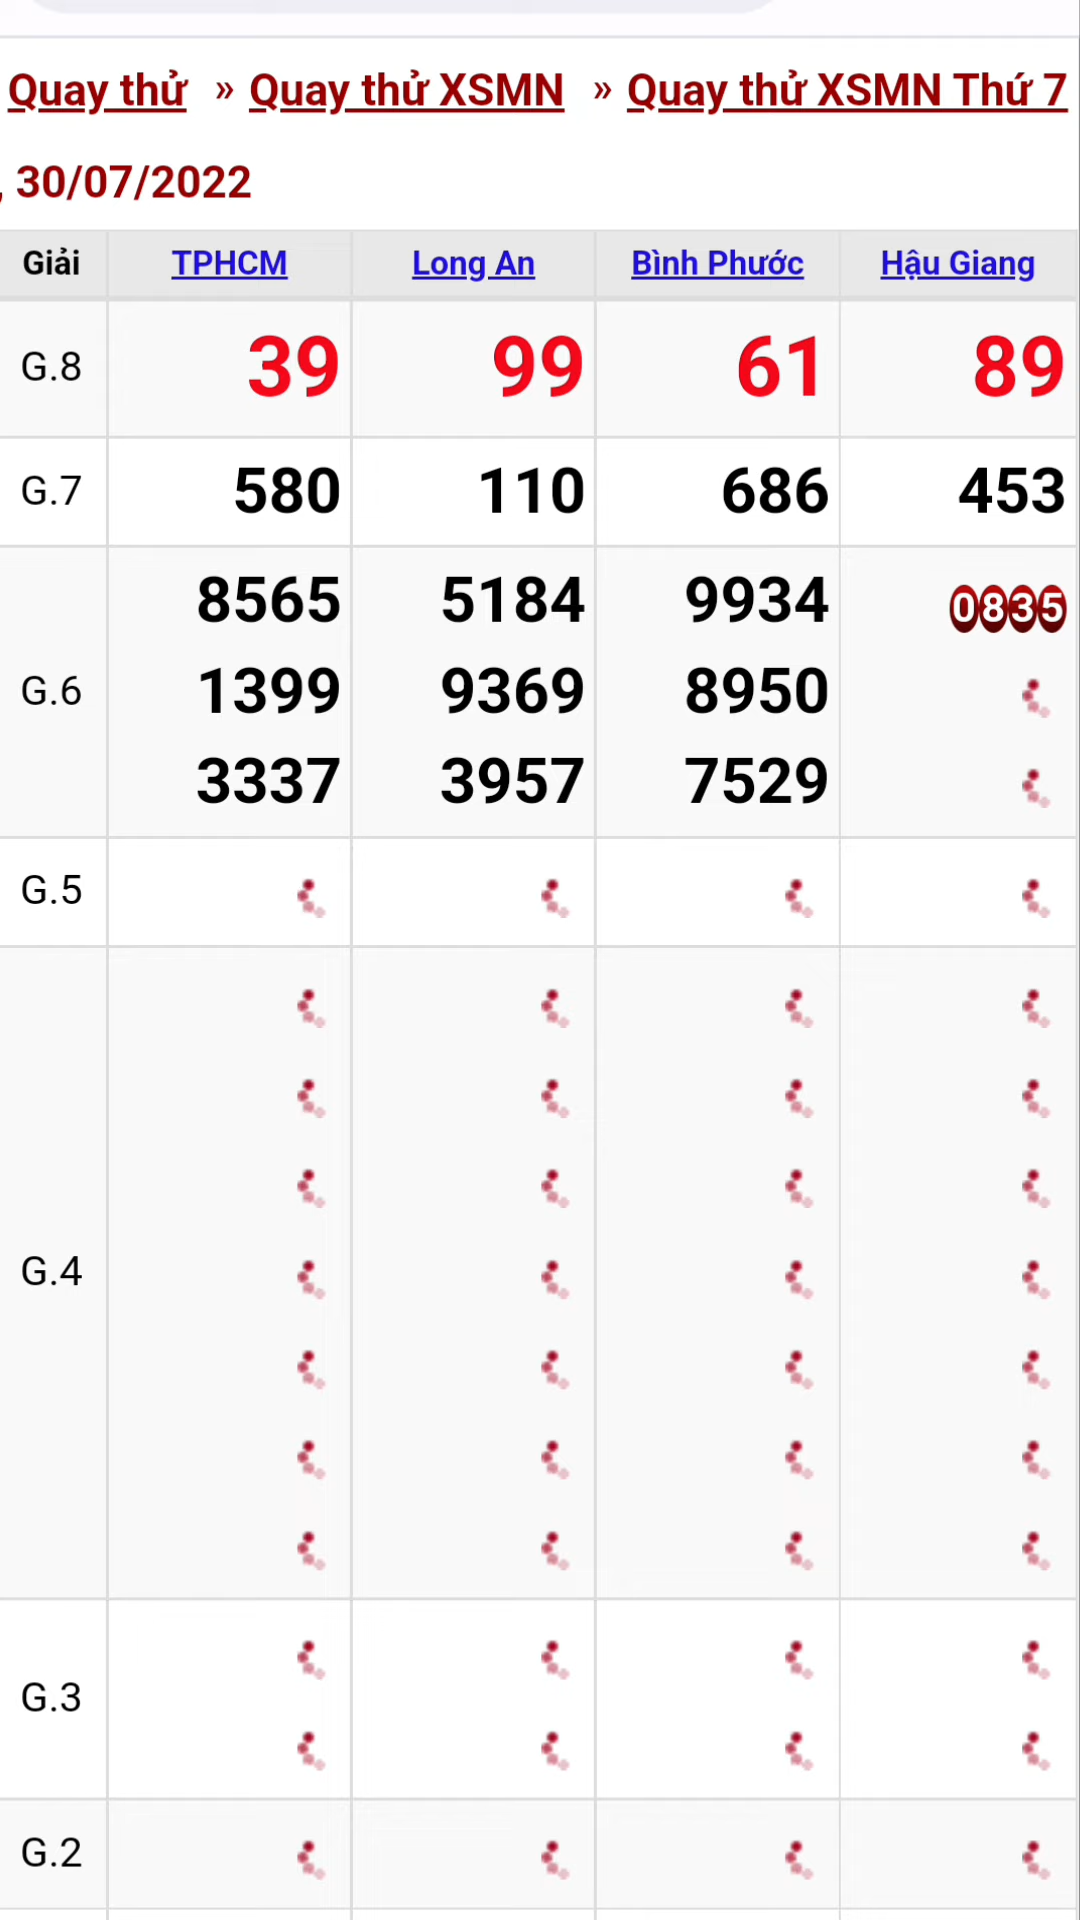 Quay thử » Quay thử XSMN » Quay thử XSMN Thứ 7
, 30/07/2022
Giải TPHCM Long An Bình Phước Hậu Giang
G.8 39 99 61 89
G.7 580 110 686 453
8565 5184 9934 0835
G.6 1399 9369 8950
3337 3957 7529
G.5
G.4
G.3
G.2